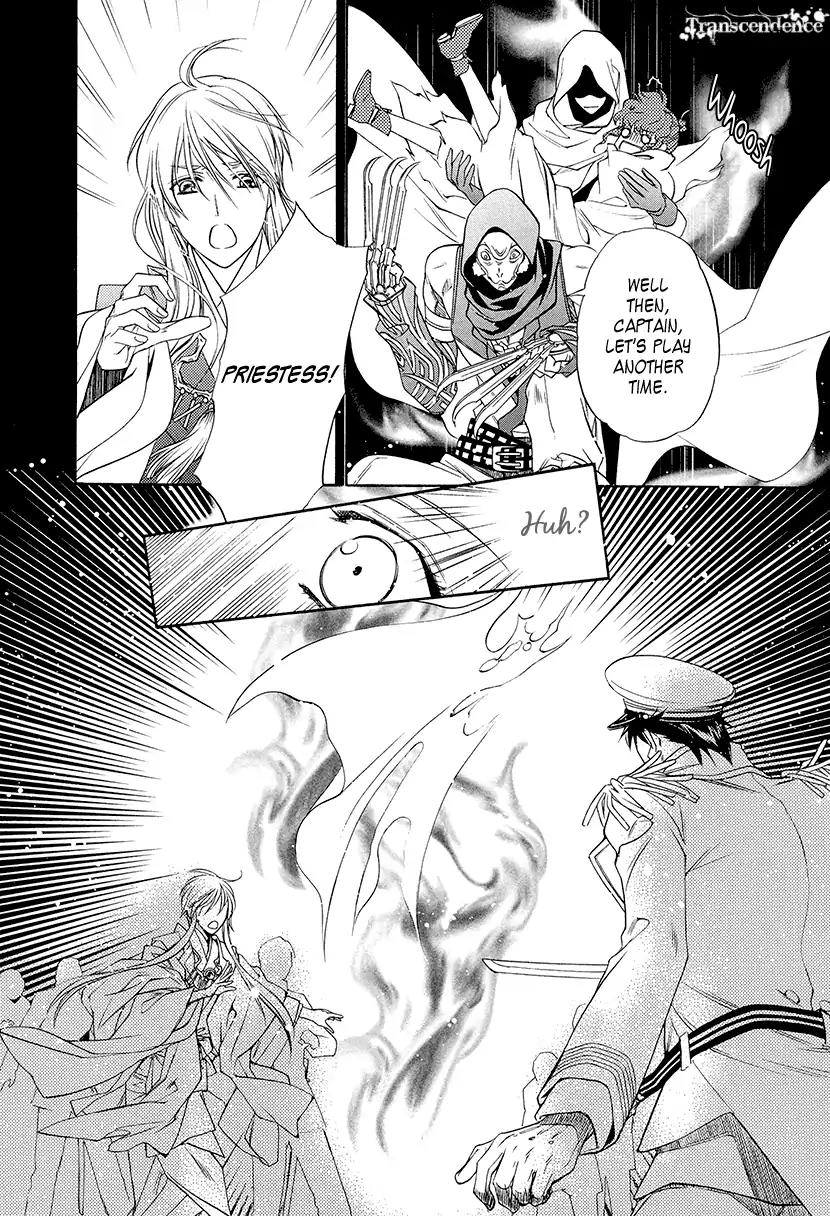 Transcendence
Whoosh
WELL
THEN,
CAPTAIN,
LET'S PLAY
ANOTHER
TIME.
PRIESTESS!
Huh?